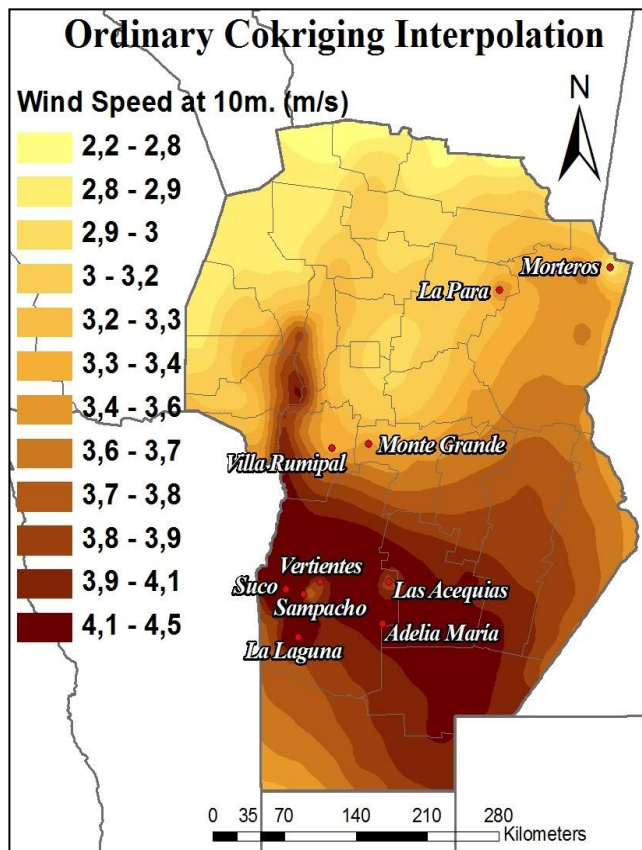 Ordinary Cokriging Interpolation
Wind Speed at 10m. (m/s)
N
2,2 - 2,8
2,8 - 2,9
2,9 - 3
3 - 3,2
3,2 - 3,3
3,3 - 3,4
3,4 - 3,6
3,6 - 3,7
3,7 - 3,8
3,8 - 3,9
3,9 - 4,1
4,1 - 4,5
Morteros
La Para
Monte Grande
Villa Rumipal
Vertientes
Suco
Las Acequias
Sampacho
Adelia María
La Laguna
0 35 70 140 210 280
Kilometers